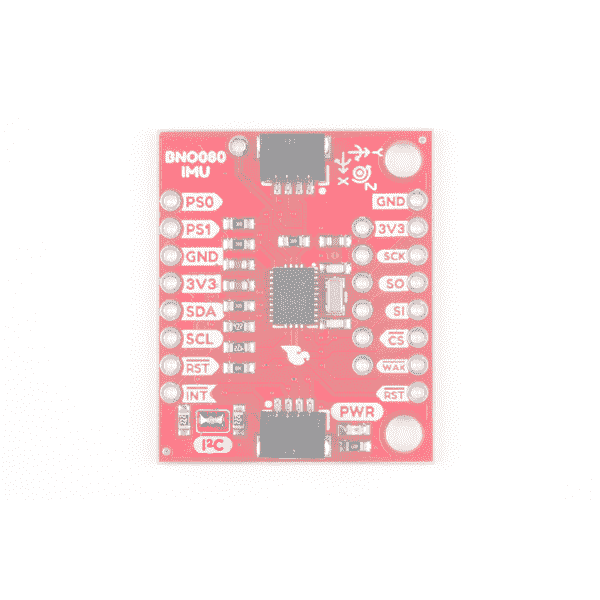 BNO080
IMU
Y
X
Z
PS0
PS1
GND
3V3
SDA
SCL
RST
INT
GND
3V3
SCK
SO
SI
CS
WAK
RST
PWR
I²C